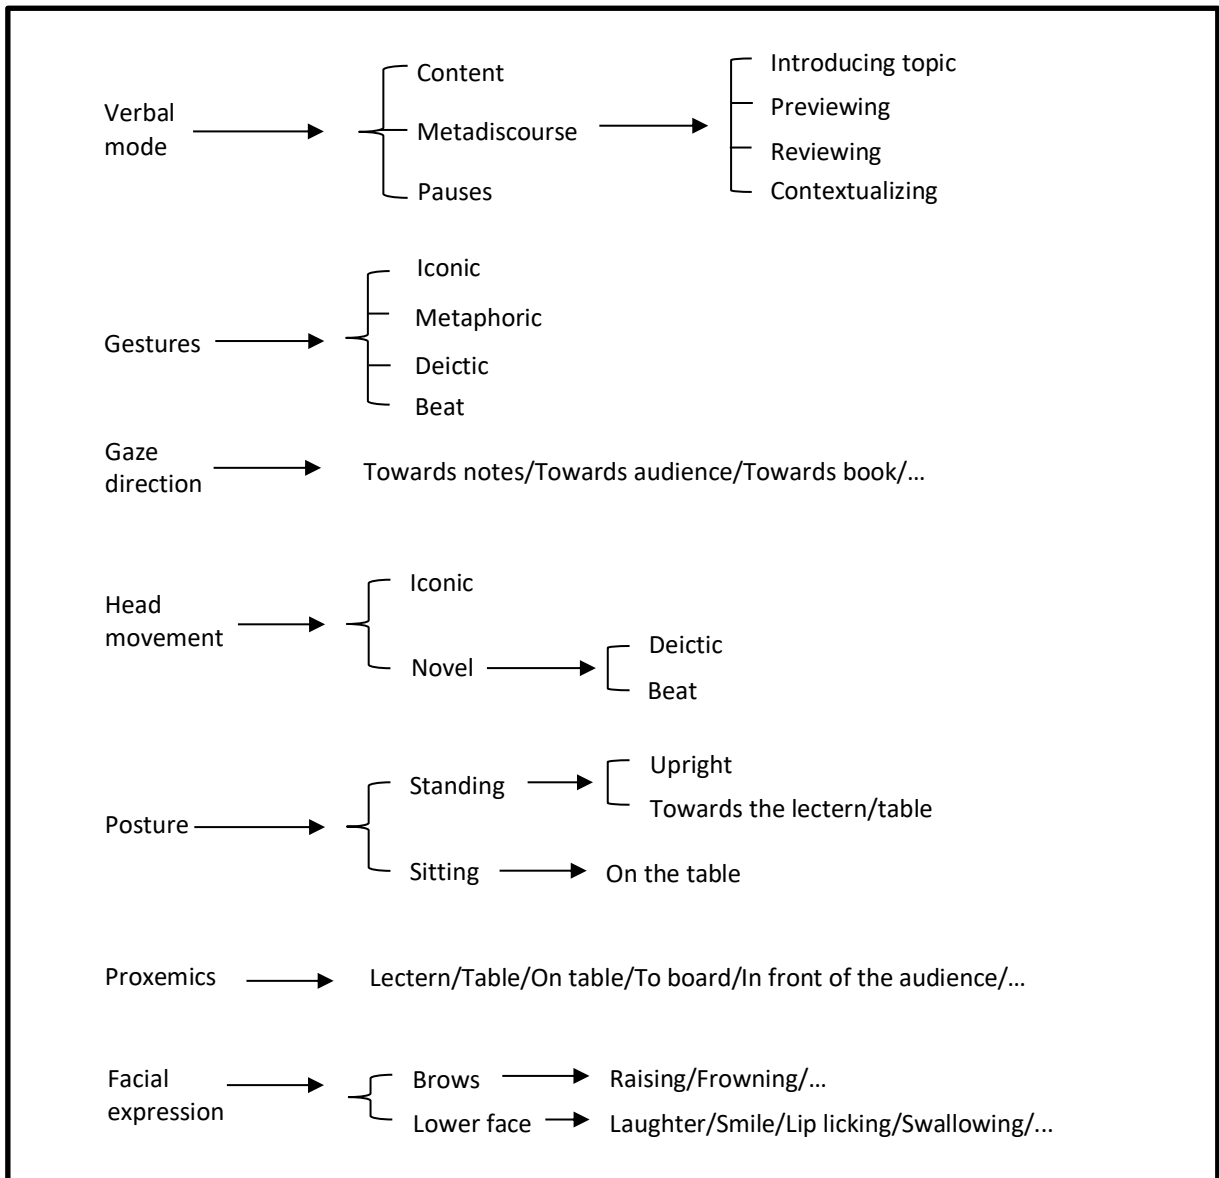 Verbal
mode
Content
Metadiscourse
Pauses
Introducing topic
Previewing
Reviewing
Contextualizing
Gestures
Iconic
Metaphoric
Deictic
Beat
Gaze
direction
Towards notes/Towards audience/Towards book/…
Head
movement
Iconic
Novel
Deictic
Beat
Posture
Standing
Upright
Towards the lectern/table
Sitting
On the table
Proxemics
Lectern/Table/On table/To board/In front of the audience/…
Facial
expression
Brows
Raising/Frowning/…
Lower face
Laughter/Smile/Lip licking/Swallowing/…